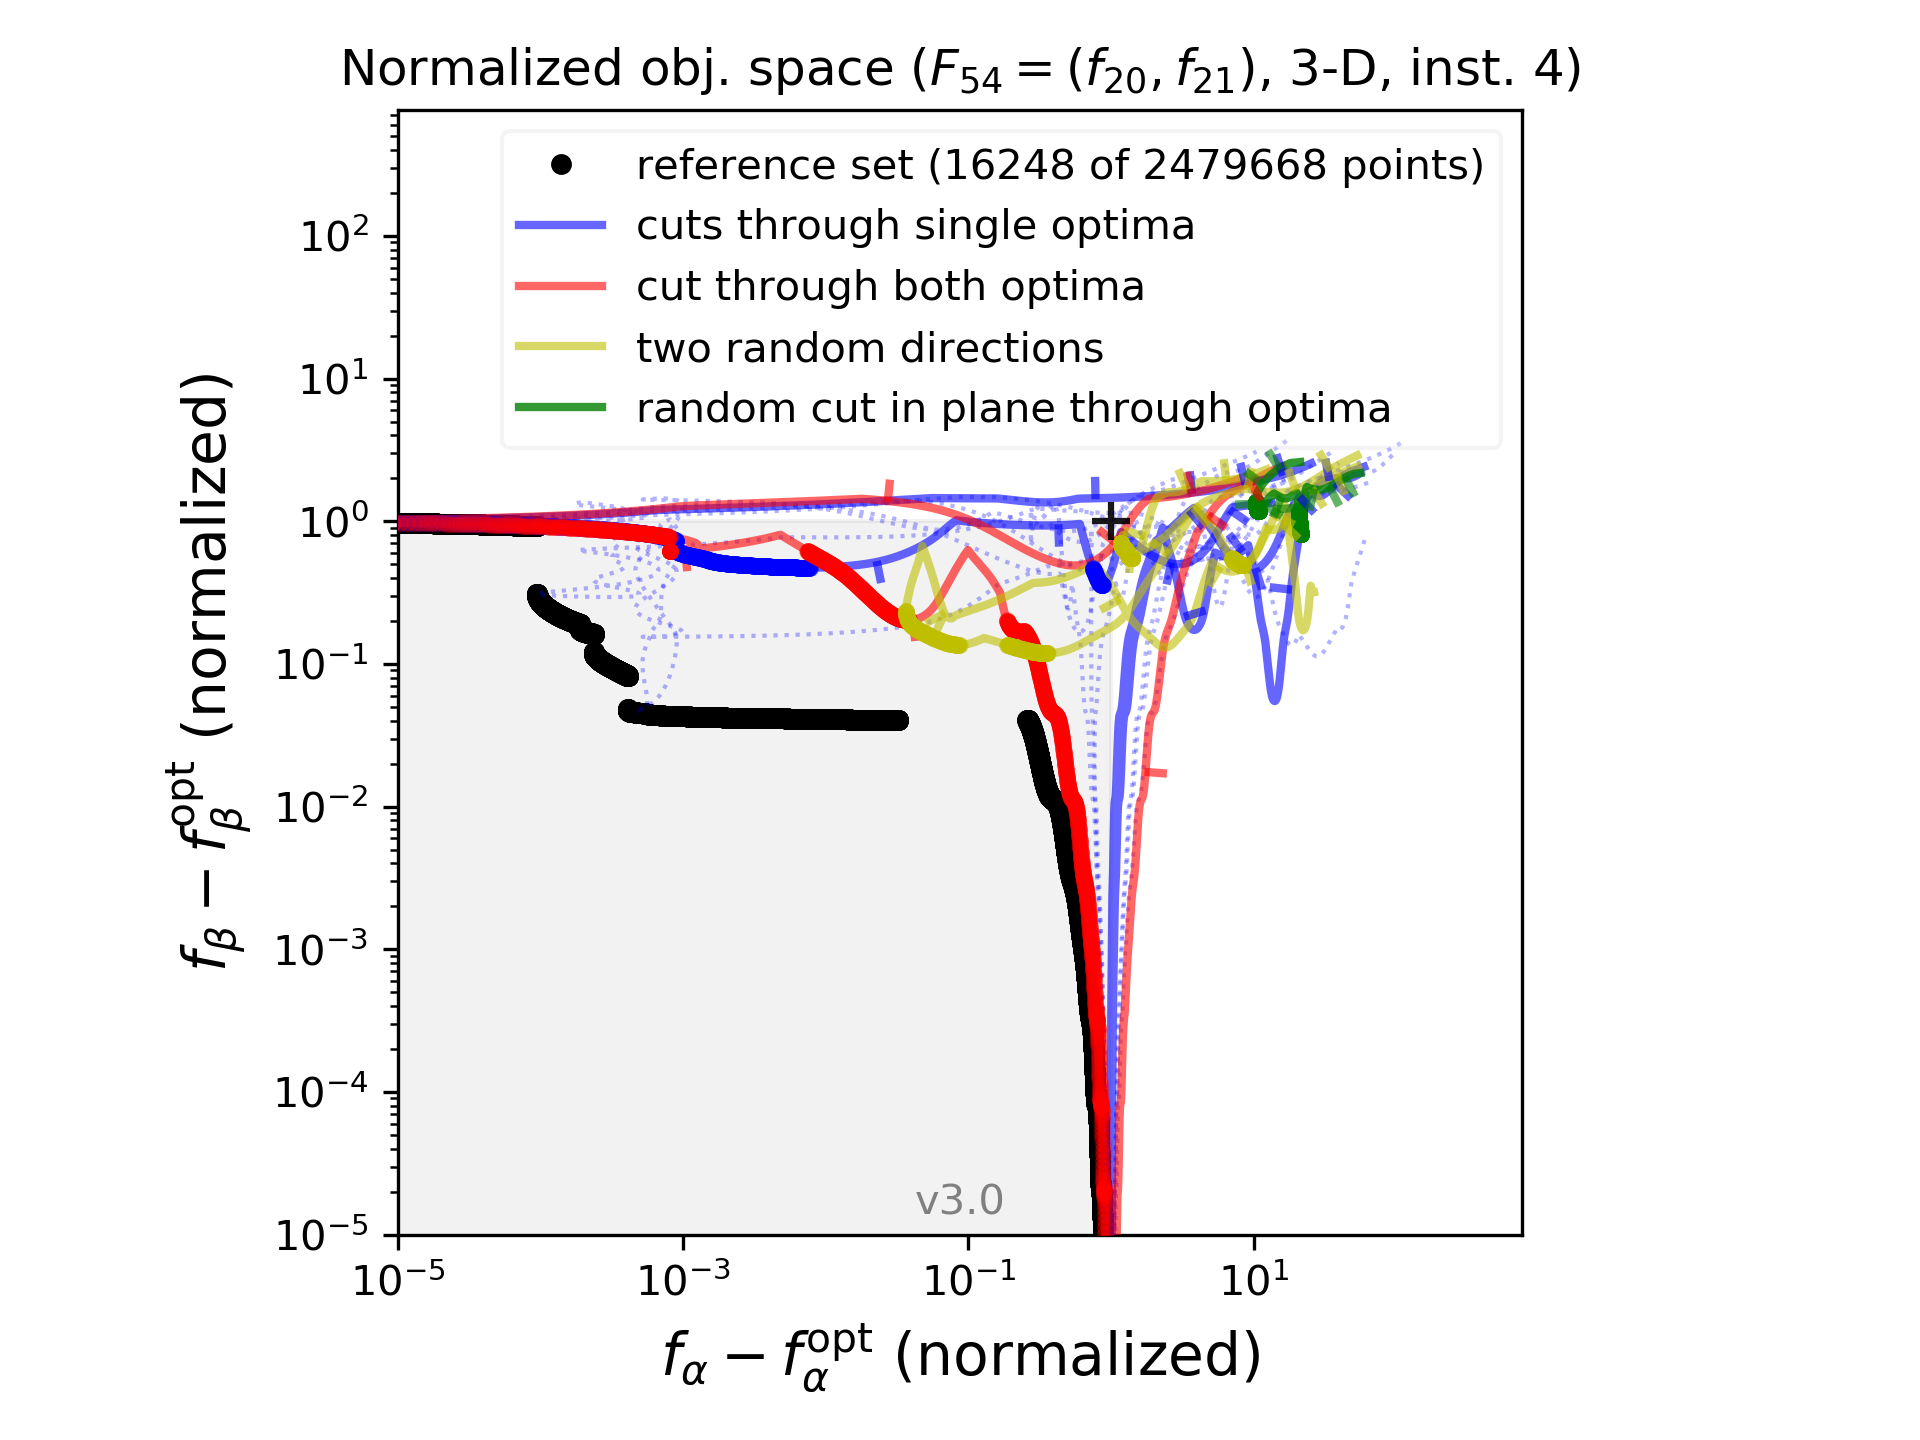 Normalized obj. space (F₅₄ = (f₂₀, f₂₁), 3-D, inst. 4)
reference set (16248 of 2479668 points)
cuts through single optima
cut through both optima
two random directions
random cut in plane through optima
10²
10¹
10⁰
10⁻¹
10⁻²
10⁻³
10⁻⁴
10⁻⁵
f_β − f_β^opt (normalized)
v3.0
10⁻⁵ 10⁻³ 10⁻¹ 10¹
f_α − f_α^opt (normalized)